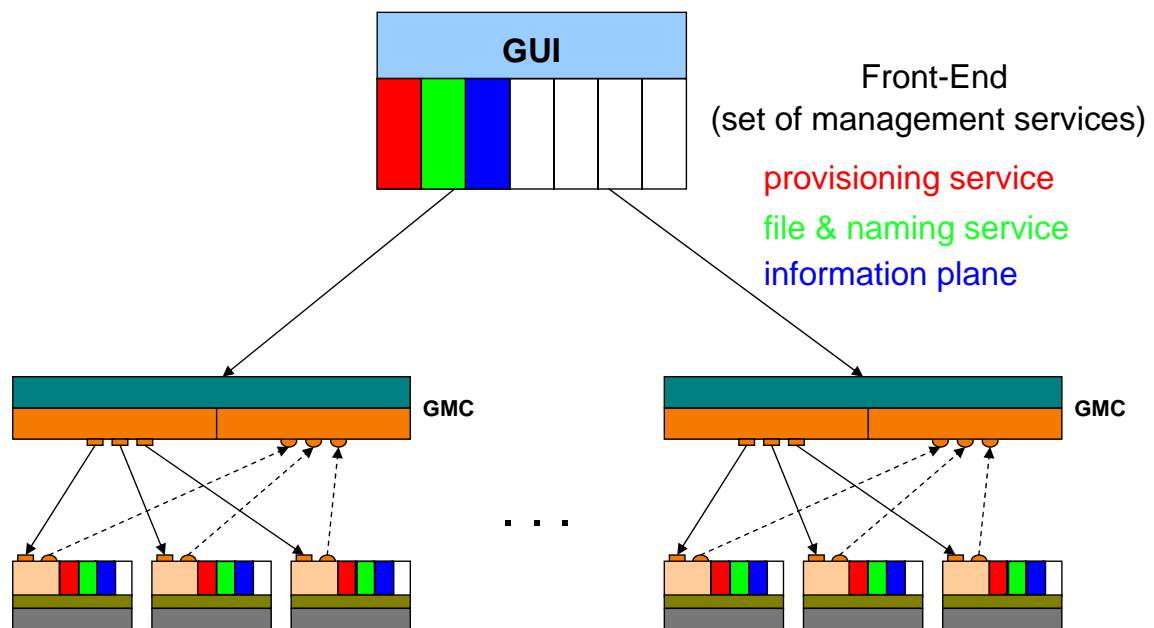 GUI
Front-End
(set of management services)
provisioning service
file & naming service
information plane
GMC
GMC
. . .